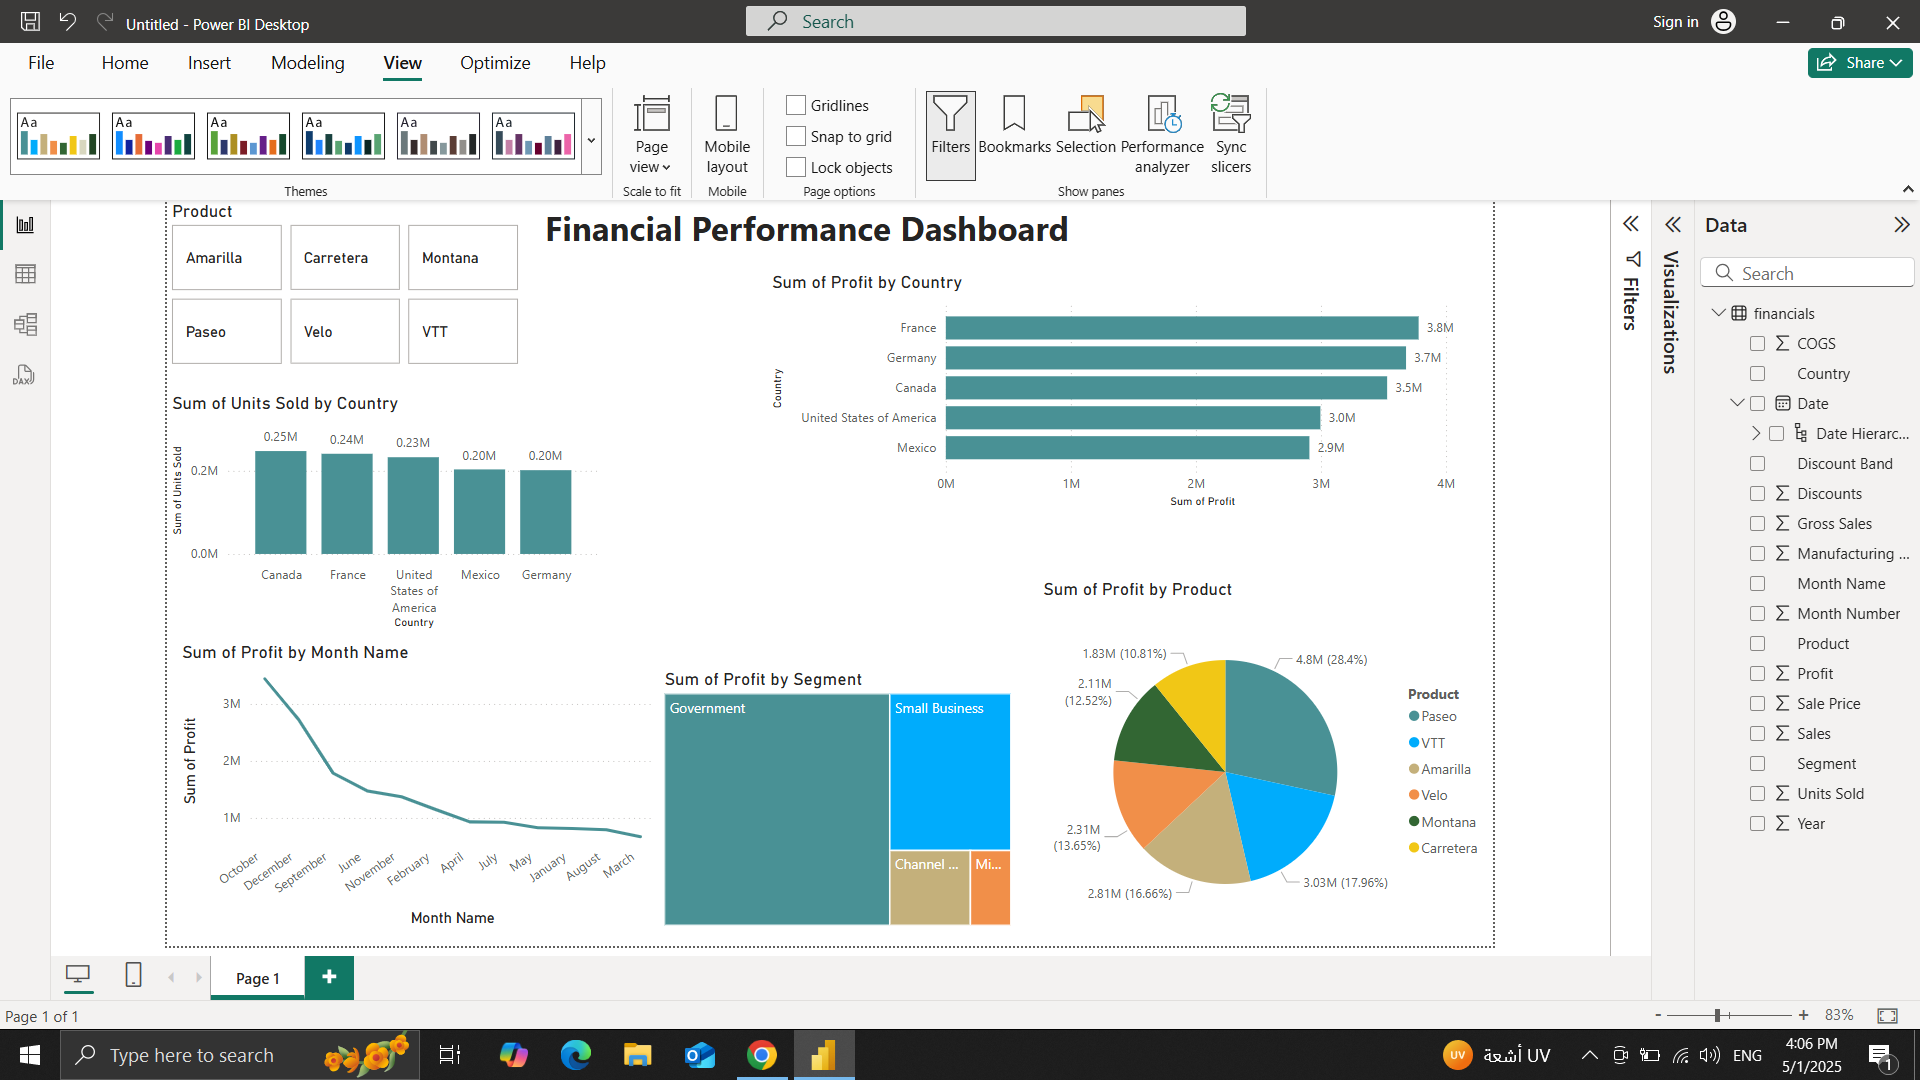 Untitled - Power BI Desktop
Search
Sign in
File
Home
Insert
Modeling
View
Optimize
Help
Share
Aa
Aa
Aa
Aa
Aa
Aa
Themes
Page view
Scale to fit
Mobile layout
Mobile
Gridlines
Snap to grid
Lock objects
Page options
Filters
Bookmarks
Selection
Performance analyzer
Sync slicers
Show panes
DAX
Product
Amarilla
Carretera
Montana
Paseo
Velo
VTT
Financial Performance Dashboard
Sum of Profit by Country
Country
France
3.8M
Germany
3.7M
Canada
3.5M
United States of America
3.0M
Mexico
2.9M
0M
1M
2M
3M
4M
Sum of Profit
Sum of Units Sold by Country
Sum of Units Sold
0.2M
0.0M
0.25M
0.24M
0.23M
0.20M
0.20M
Canada
France
United
States of
America
Mexico
Germany
Country
Sum of Profit by Month Name
Sum of Profit
3M
2M
1M
October
December
September
June
November
February
April
July
May
January
August
March
Month Name
Sum of Profit by Segment
Government
Small Business
Channel ...
Mi...
Sum of Profit by Product
1.83M (10.81%)
4.8M (28.4%)
2.11M
(12.52%)
2.31M
(13.65%)
2.81M (16.66%)
3.03M (17.96%)
Product
Paseo
VTT
Amarilla
Velo
Montana
Carretera
Filters
Visualizations
Data
Search
financials
COGS
Country
Date
Date Hierarc...
Discount Band
Discounts
Gross Sales
Manufacturing ...
Month Name
Month Number
Product
Profit
Sale Price
Sales
Segment
Units Sold
Year
Page 1
Page 1 of 1
- + 83%
Type here to search
UV
أشعة UV
ENG
4:06 PM
5/1/2025
1